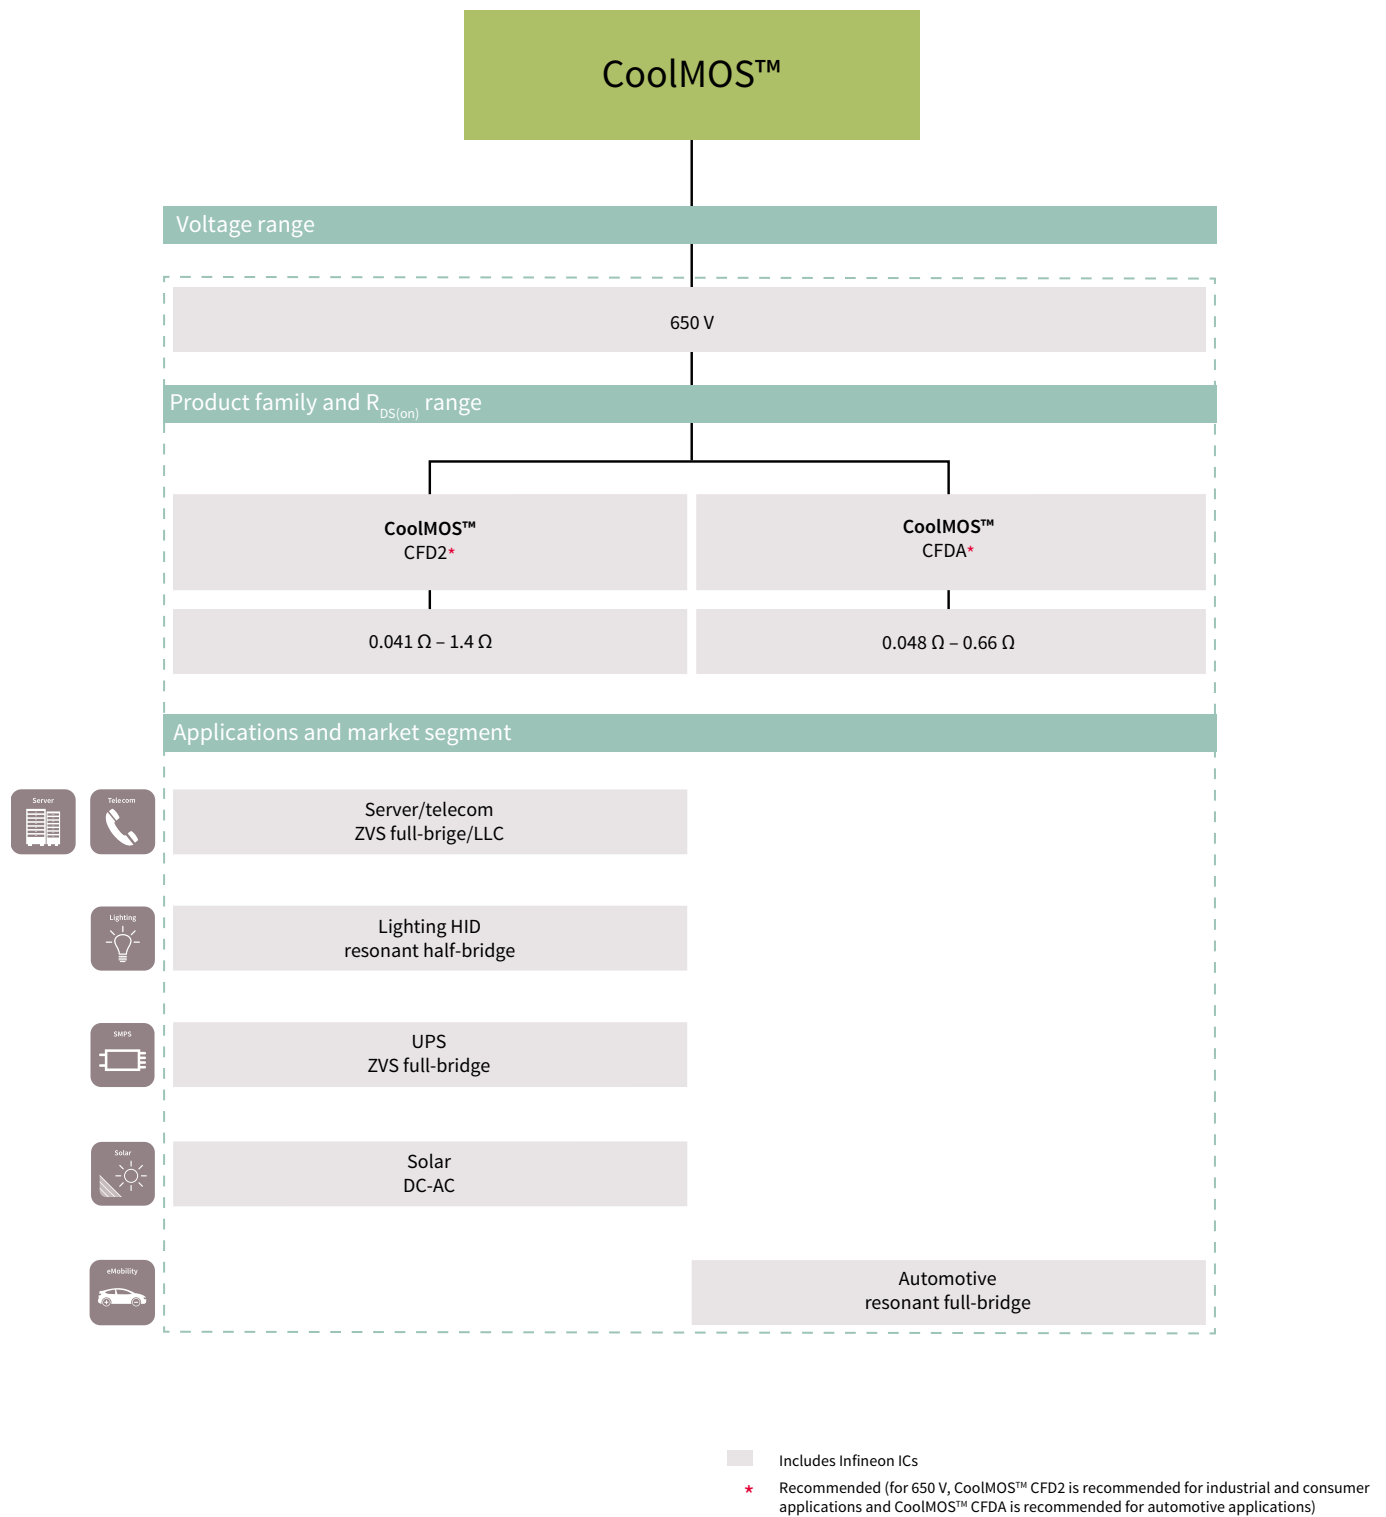 CoolMOS™
Voltage range
650 V
Product family and RDS(on) range
CoolMOS™
CFD2*
CoolMOS™
CFDA*
0.041 Ω – 1.4 Ω
0.048 Ω – 0.66 Ω
Applications and market segment
Server
Telecom
Server/telecom
ZVS full-brige/LLC
Lighting
Lighting HID
resonant half-bridge
SMPS
UPS
ZVS full-bridge
Solar
Solar
DC-AC
eMobility
Automotive
resonant full-bridge
Includes Infineon ICs
* Recommended (for 650 V, CoolMOS™ CFD2 is recommended for industrial and consumer
applications and CoolMOS™ CFDA is recommended for automotive applications)